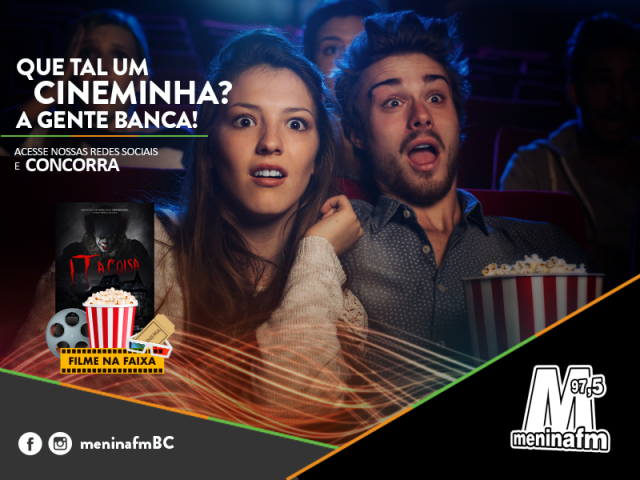 QUE TAL UM
CINEMINHA?
A GENTE BANCA!
ACESSE NOSSAS REDES SOCIAIS
E CONCORRA
IT A COISA
FILME NA FAIXA
meninafmBC
M 97,5
meninafm